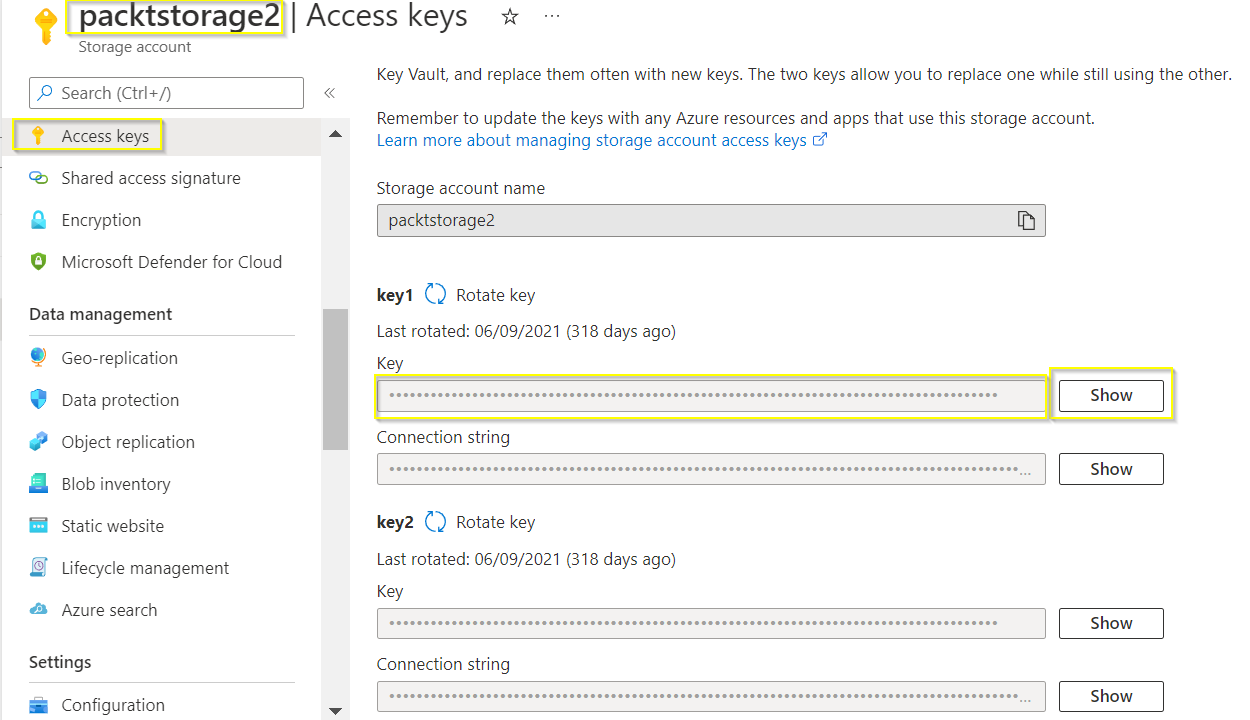 packtstorage2 | Access keys ☆ ...
Storage account
Search (Ctrl+/) «
Access keys
Shared access signature
Encryption
Microsoft Defender for Cloud
Data management
Geo-replication
Data protection
Object replication
Blob inventory
Static website
Lifecycle management
Azure search
Settings
Configuration
Key Vault, and replace them often with new keys. The two keys allow you to replace one while still using the other.
Remember to update the keys with any Azure resources and apps that use this storage account.
Learn more about managing storage account access keys
Storage account name
packtstorage2
key1 Rotate key
Last rotated: 06/09/2021 (318 days ago)
Key
Show
Connection string
... Show
key2 Rotate key
Last rotated: 06/09/2021 (318 days ago)
Key
Show
Connection string
... Show